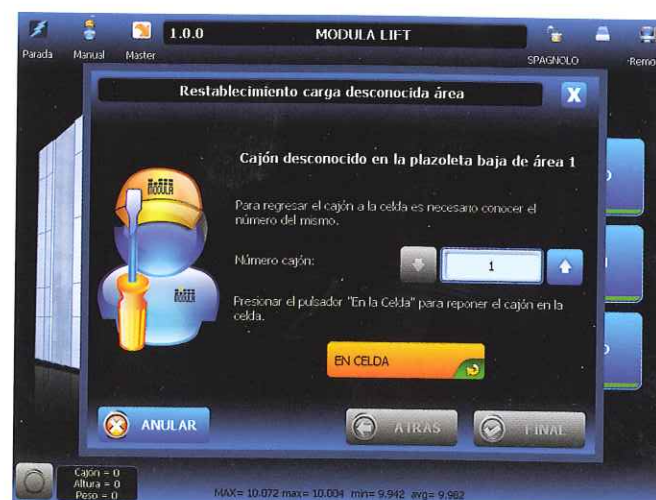 1.0.0 MODULA LIFT
Parada Manual Master SPAGNOLO Remo
Restablecimiento carga desconocida área X
Cajón desconocido en la plazoleta baja de área 1
MODULA
Para regresar el cajón a la celda es necesario conocer el
número del mismo.
Número cajón: 1
MODULA
Presionar el pulsador "En la Celda" para reponer el cajón en la
celda.
EN CELDA
ANULAR ATRAS FINAL
Cajón = 0
Altura = 0
Peso = 0
MAX= 10.072 max= 10.004 min= 9.942 avg= 9.982